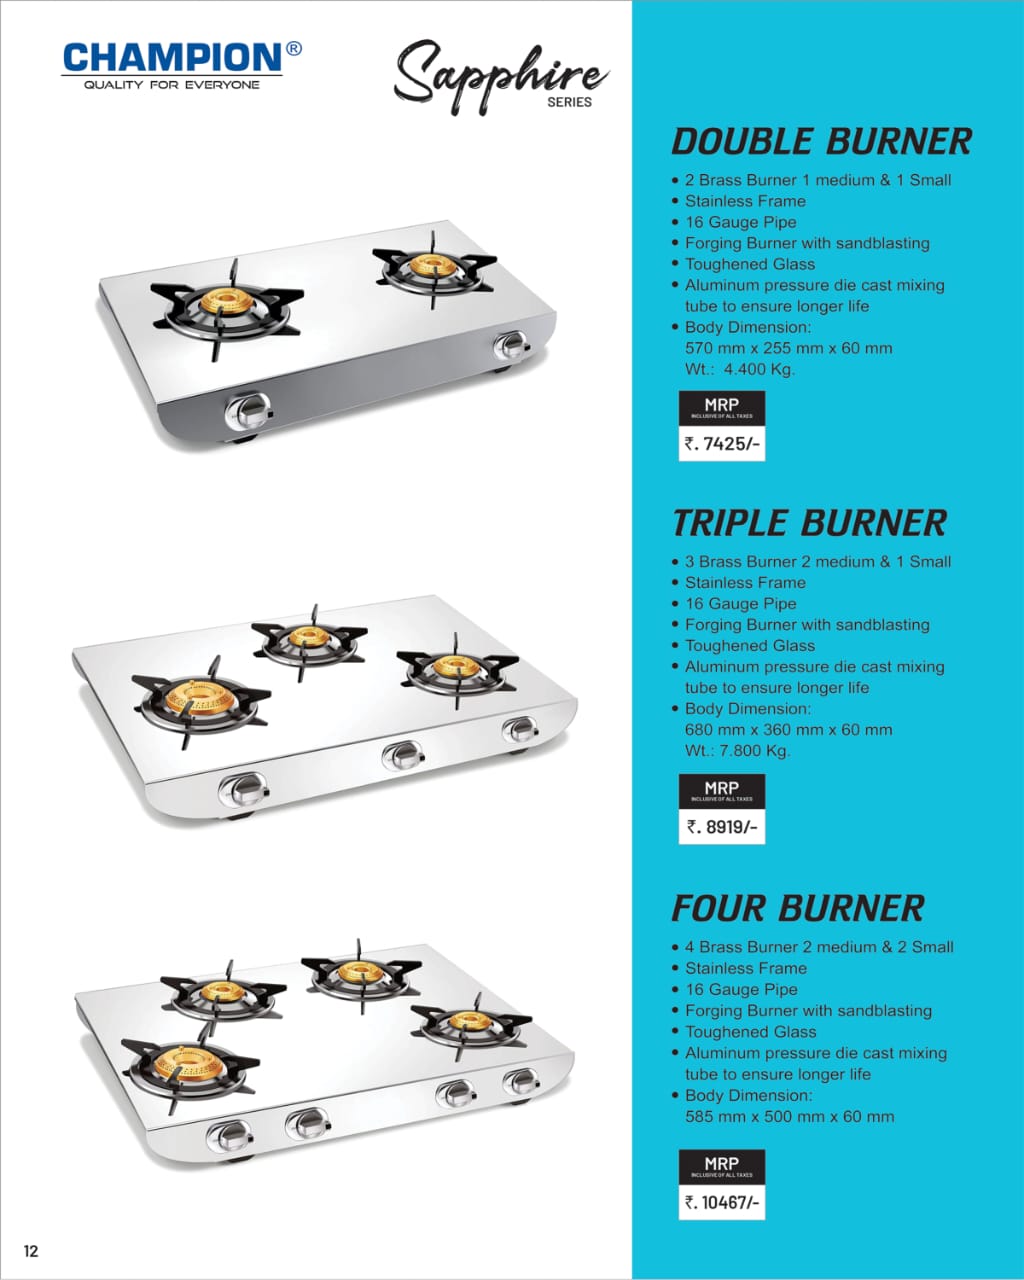 CHAMPION®
QUALITY FOR EVERYONE
Sapphire
SERIES
DOUBLE BURNER
• 2 Brass Burner 1 medium & 1 Small
• Stainless Frame
• 16 Gauge Pipe
• Forging Burner with sandblasting
• Toughened Glass
• Aluminum pressure die cast mixing
tube to ensure longer life
• Body Dimension:
570 mm x 255 mm x 60 mm
Wt.: 4.400 Kg.
MRP
INCLUSIVE OF ALL TAXES
₹. 7425/-
TRIPLE BURNER
• 3 Brass Burner 2 medium & 1 Small
• Stainless Frame
• 16 Gauge Pipe
• Forging Burner with sandblasting
• Toughened Glass
• Aluminum pressure die cast mixing
tube to ensure longer life
• Body Dimension:
680 mm x 360 mm x 60 mm
Wt.: 7.800 Kg.
MRP
INCLUSIVE OF ALL TAXES
₹. 8919/-
FOUR BURNER
• 4 Brass Burner 2 medium & 2 Small
• Stainless Frame
• 16 Gauge Pipe
• Forging Burner with sandblasting
• Toughened Glass
• Aluminum pressure die cast mixing
tube to ensure longer life
• Body Dimension:
585 mm x 500 mm x 60 mm
MRP
INCLUSIVE OF ALL TAXES
₹. 10467/-
12